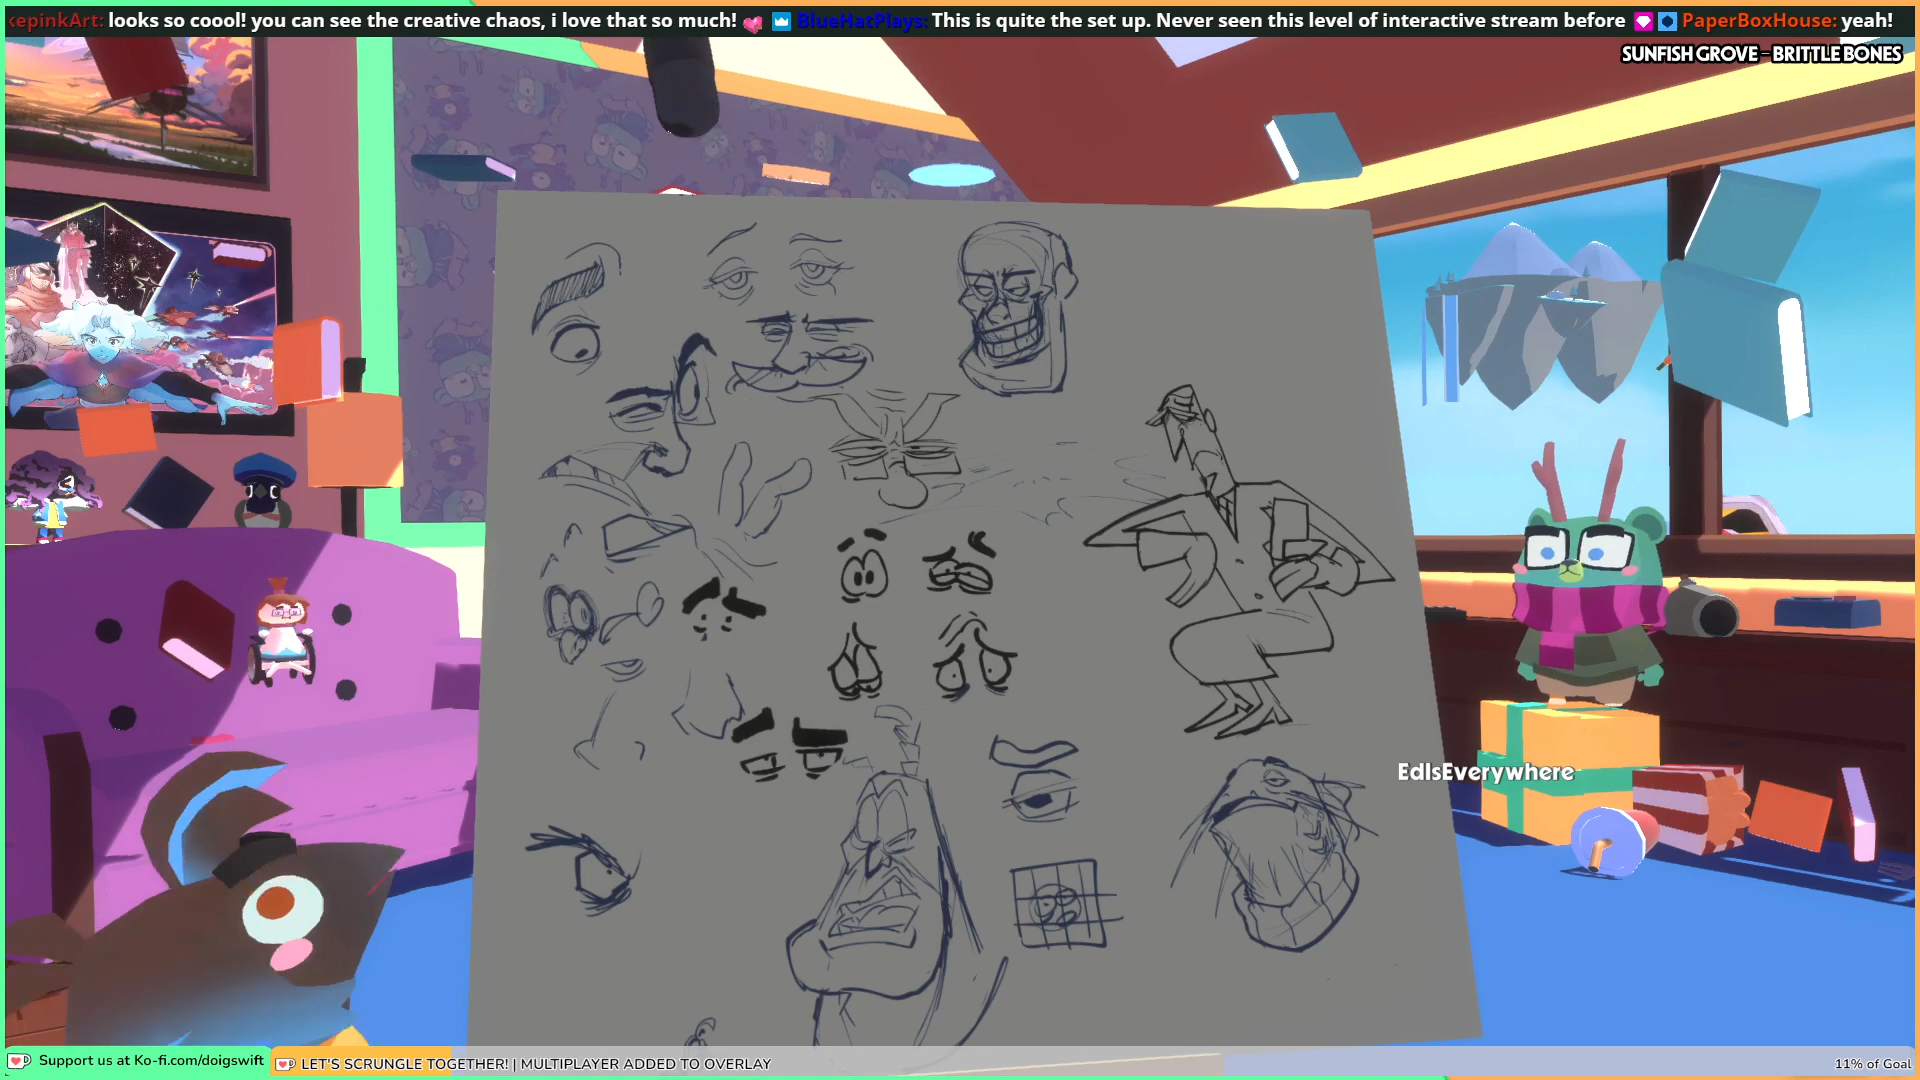 kepinkArt: looks so coool! you can see the creative chaos, i love that so much! BlueHatPlays: This is quite the set up. Never seen this level of interactive stream before PaperBoxHouse: yeah!
SUNFISH GROVE - BRITTLE BONES
EdIsEverywhere
Support us at Ko-fi.com/doigswift
LET'S SCRUNGLE TOGETHER! | MULTIPLAYER ADDED TO OVERLAY
11% of Goal